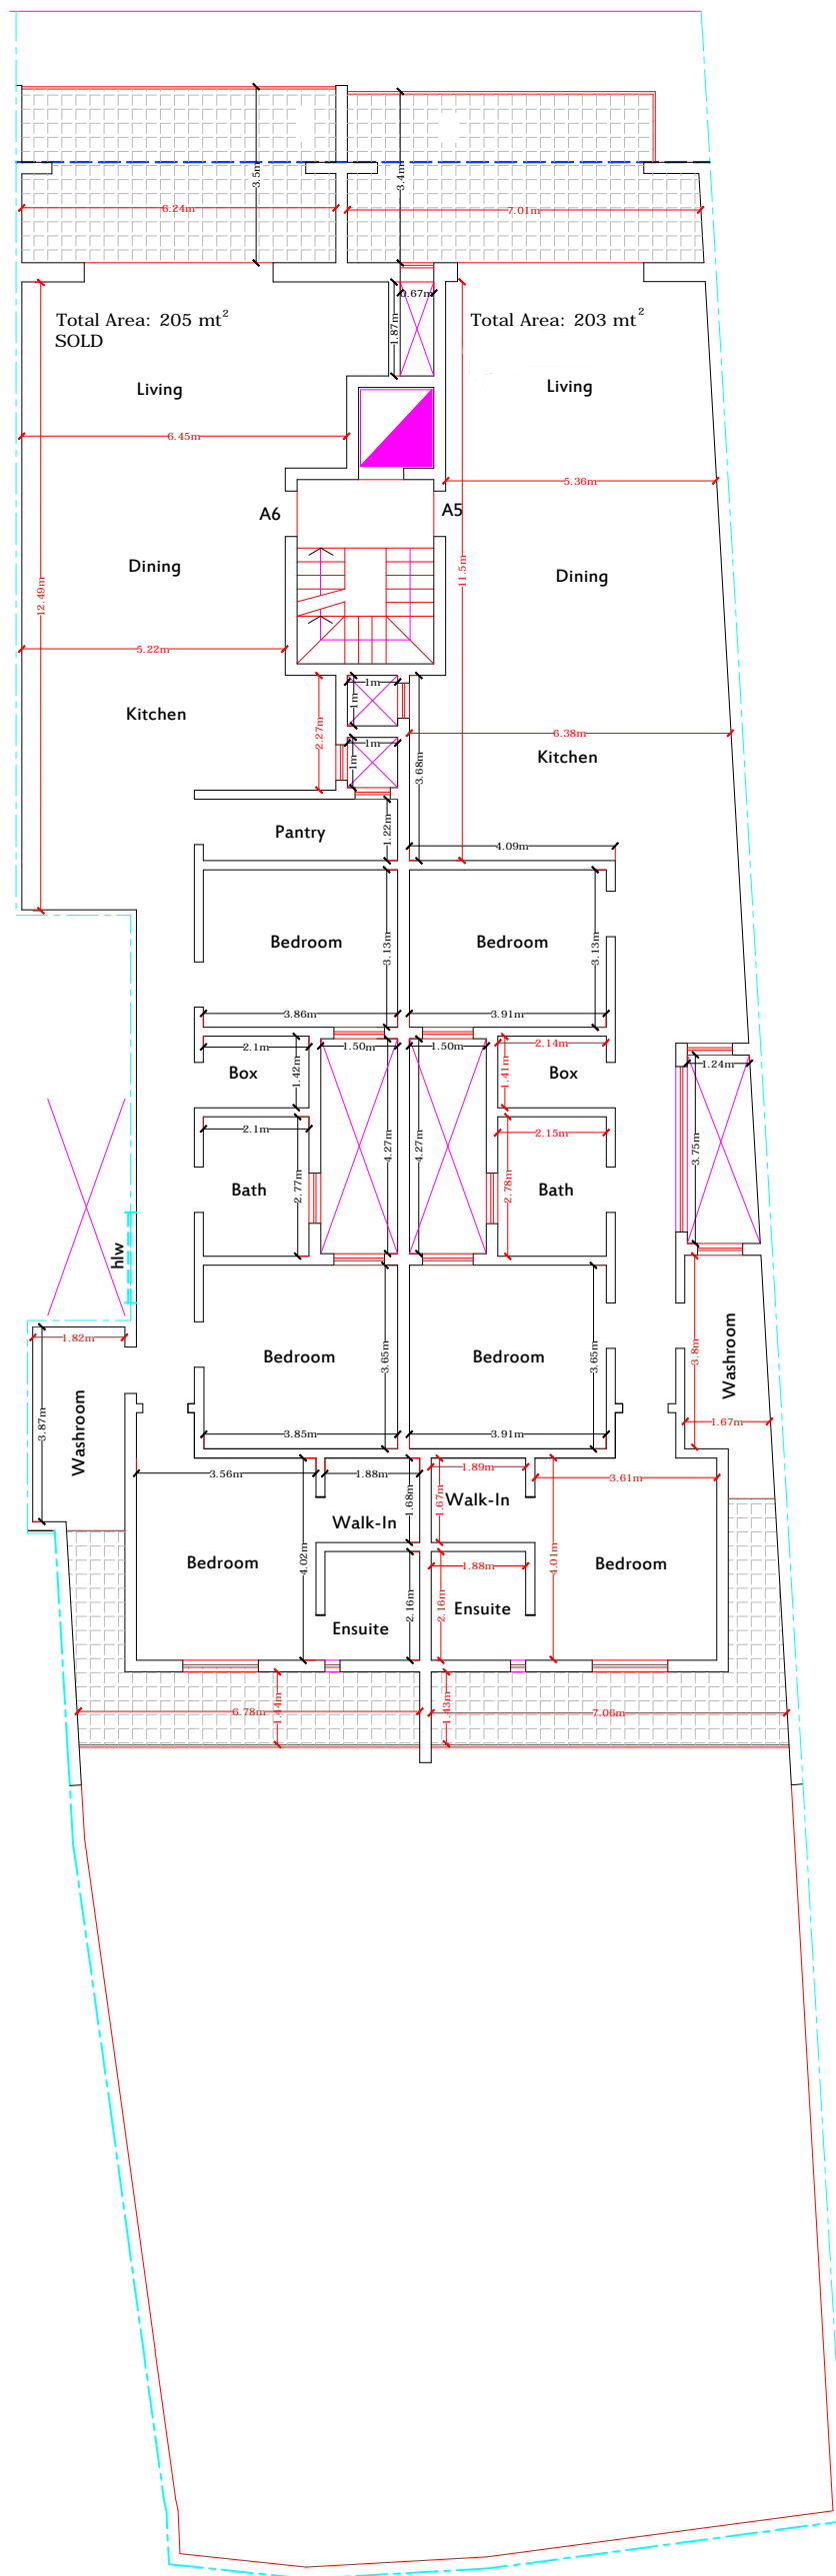 3.5m
3.4m
6.24m
7.01m
0.67m
1.87m
Total Area: 205 mt²
SOLD
Total Area: 203 mt²
Living
Living
6.45m
5.36m
A6
A5
Dining
Dining
12.49m
11.5m
5.22m
1m
1m
Kitchen
2.27m
6.38m
1m
1m
3.68m
Kitchen
Pantry
1.22m
4.09m
Bedroom
3.13m
Bedroom
3.13m
3.86m
3.91m
2.1m
1.50m
1.50m
2.14m
Box
1.42m
1.41m
Box
1.24m
2.1m
2.15m
4.27m
4.27m
3.75m
Bath
2.77m
2.78m
Bath
hlw
1.82m
3.87m
Washroom
Bedroom
3.65m
Bedroom
3.65m
3.8m
Washroom
3.85m
3.91m
1.67m
3.56m
1.88m
1.89m
3.61m
1.68m
1.67m
Walk-In
Walk-In
Bedroom
4.02m
1.88m
4.01m
Bedroom
2.16m
2.16m
Ensuite
Ensuite
6.78m
1.44m
1.43m
7.06m